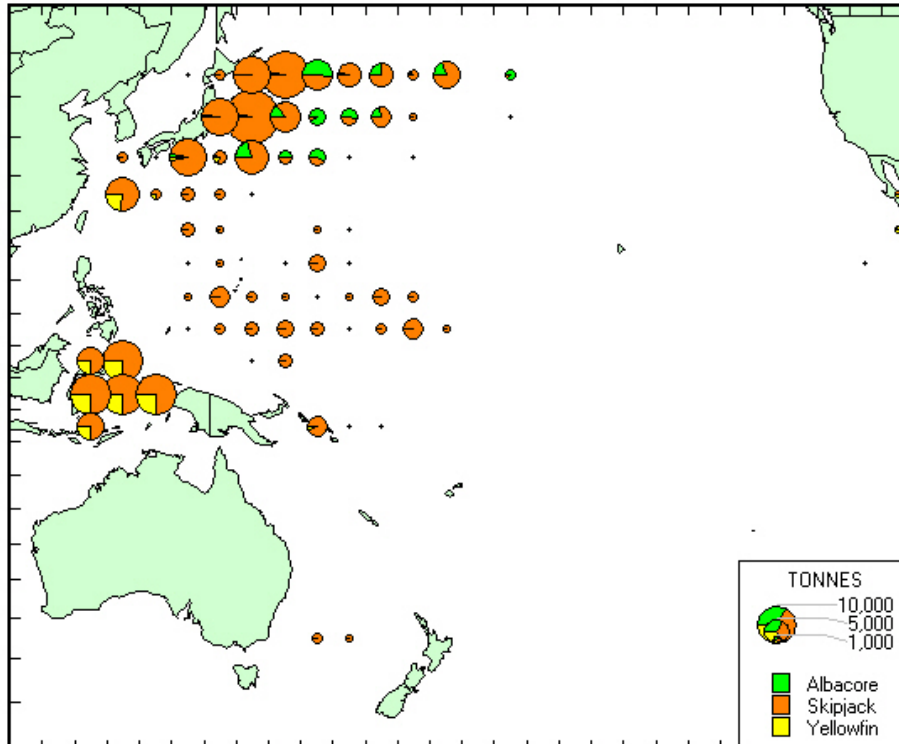 TONNES
10,000
5,000
1,000
Albacore
Skipjack
Yellowfin